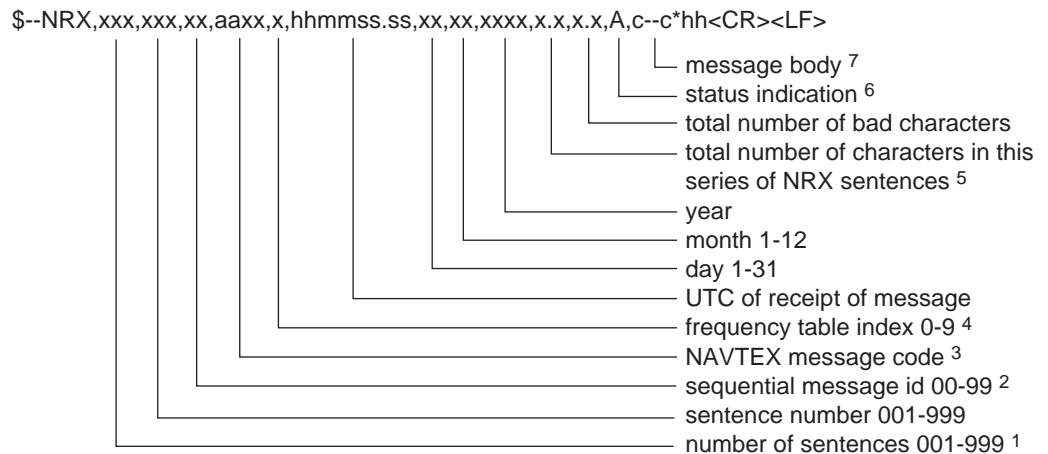 $--NRX,xxx,xxx,xx,aaxx,x,hhmmss.ss,xx,xx,xxxx,x.x,x.x,A,c--c*hh<CR><LF>
message body 7
status indication 6
total number of bad characters
total number of characters in this
series of NRX sentences 5
year
month 1-12
day 1-31
UTC of receipt of message
frequency table index 0-9 4
NAVTEX message code 3
sequential message id 00-99 2
sentence number 001-999
number of sentences 001-999 1